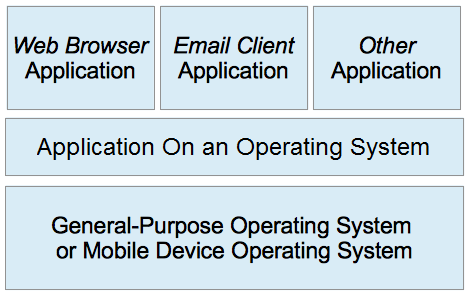 Web Browser
Application
Email Client
Application
Other
Application
Application On an Operating System
General-Purpose Operating System
or Mobile Device Operating System